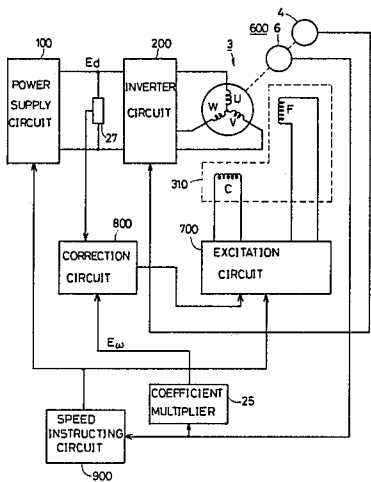 100
Ed
200
3
600
6
4
POWER
SUPPLY
CIRCUIT
INVERTER
CIRCUIT
U
W
V
27
F
310
C
800
700
CORRECTION
CIRCUIT
EXCITATION
CIRCUIT
Eω
COEFFICIENT
MULTIPLIER
25
SPEED
INSTRUCTING
CIRCUIT
900